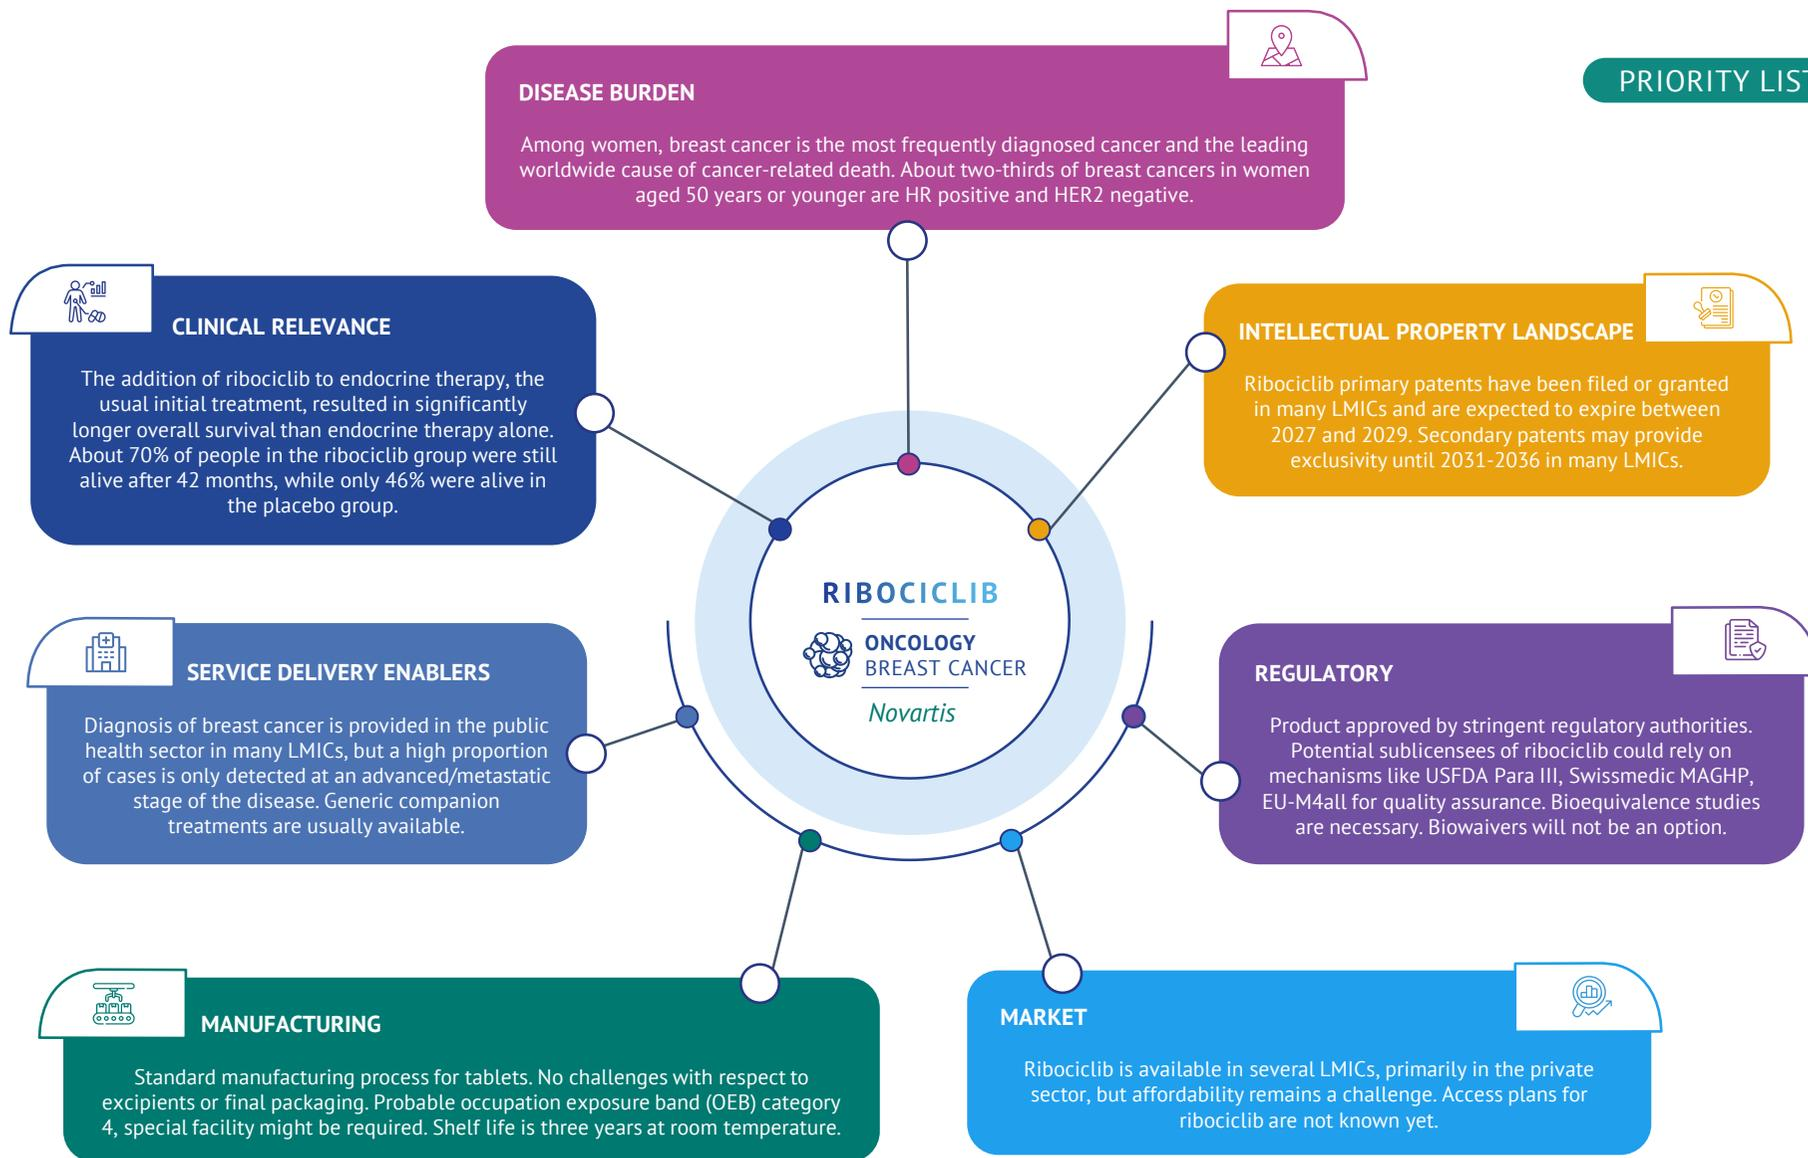 PRIORITY LIST
DISEASE BURDEN
Among women, breast cancer is the most frequently diagnosed cancer and the leading
worldwide cause of cancer-related death. About two-thirds of breast cancers in women
aged 50 years or younger are HR positive and HER2 negative.
CLINICAL RELEVANCE
The addition of ribociclib to endocrine therapy, the
usual initial treatment, resulted in significantly
longer overall survival than endocrine therapy alone.
About 70% of people in the ribociclib group were still
alive after 42 months, while only 46% were alive in
the placebo group.
INTELLECTUAL PROPERTY LANDSCAPE
Ribociclib primary patents have been filed or granted
in many LMICs and are expected to expire between
2027 and 2029. Secondary patents may provide
exclusivity until 2031-2036 in many LMICs.
RIBOCICLIB
ONCOLOGY
BREAST CANCER
Novartis
SERVICE DELIVERY ENABLERS
Diagnosis of breast cancer is provided in the public
health sector in many LMICs, but a high proportion
of cases is only detected at an advanced/metastatic
stage of the disease. Generic companion
treatments are usually available.
REGULATORY
Product approved by stringent regulatory authorities.
Potential sublicensees of ribociclib could rely on
mechanisms like USFDA Para III, Swissmedic MAGHP,
EU-M4all for quality assurance. Bioequivalence studies
are necessary. Biowaivers will not be an option.
MANUFACTURING
Standard manufacturing process for tablets. No challenges with respect to
excipients or final packaging. Probable occupation exposure band (OEB) category
4, special facility might be required. Shelf life is three years at room temperature.
MARKET
Ribociclib is available in several LMICs, primarily in the private
sector, but affordability remains a challenge. Access plans for
ribociclib are not known yet.